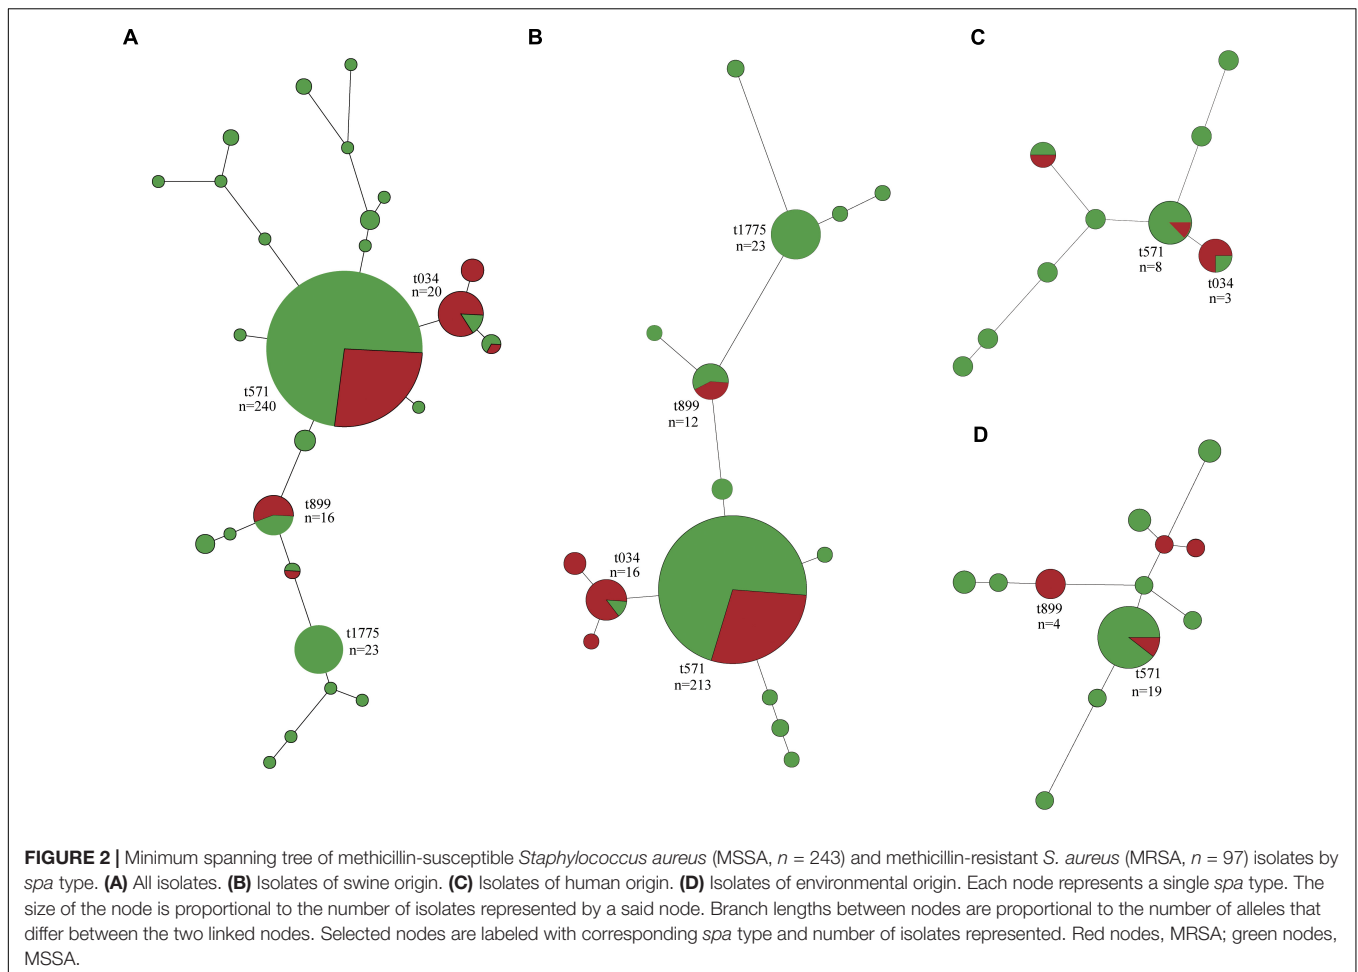 A
t034
n=20
t571
n=240
t899
n=16
t1775
n=23
B
t1775
n=23
t899
n=12
t034
n=16
t571
n=213
C
t571
n=8
t034
n=3
D
t899
n=4
t571
n=19
FIGURE 2 | Minimum spanning tree of methicillin-susceptible Staphylococcus aureus (MSSA, n = 243) and methicillin-resistant S. aureus (MRSA, n = 97) isolates by
spa type. (A) All isolates. (B) Isolates of swine origin. (C) Isolates of human origin. (D) Isolates of environmental origin. Each node represents a single spa type. The
size of the node is proportional to the number of isolates represented by a said node. Branch lengths between nodes are proportional to the number of alleles that
differ between the two linked nodes. Selected nodes are labeled with corresponding spa type and number of isolates represented. Red nodes, MRSA; green nodes,
MSSA.